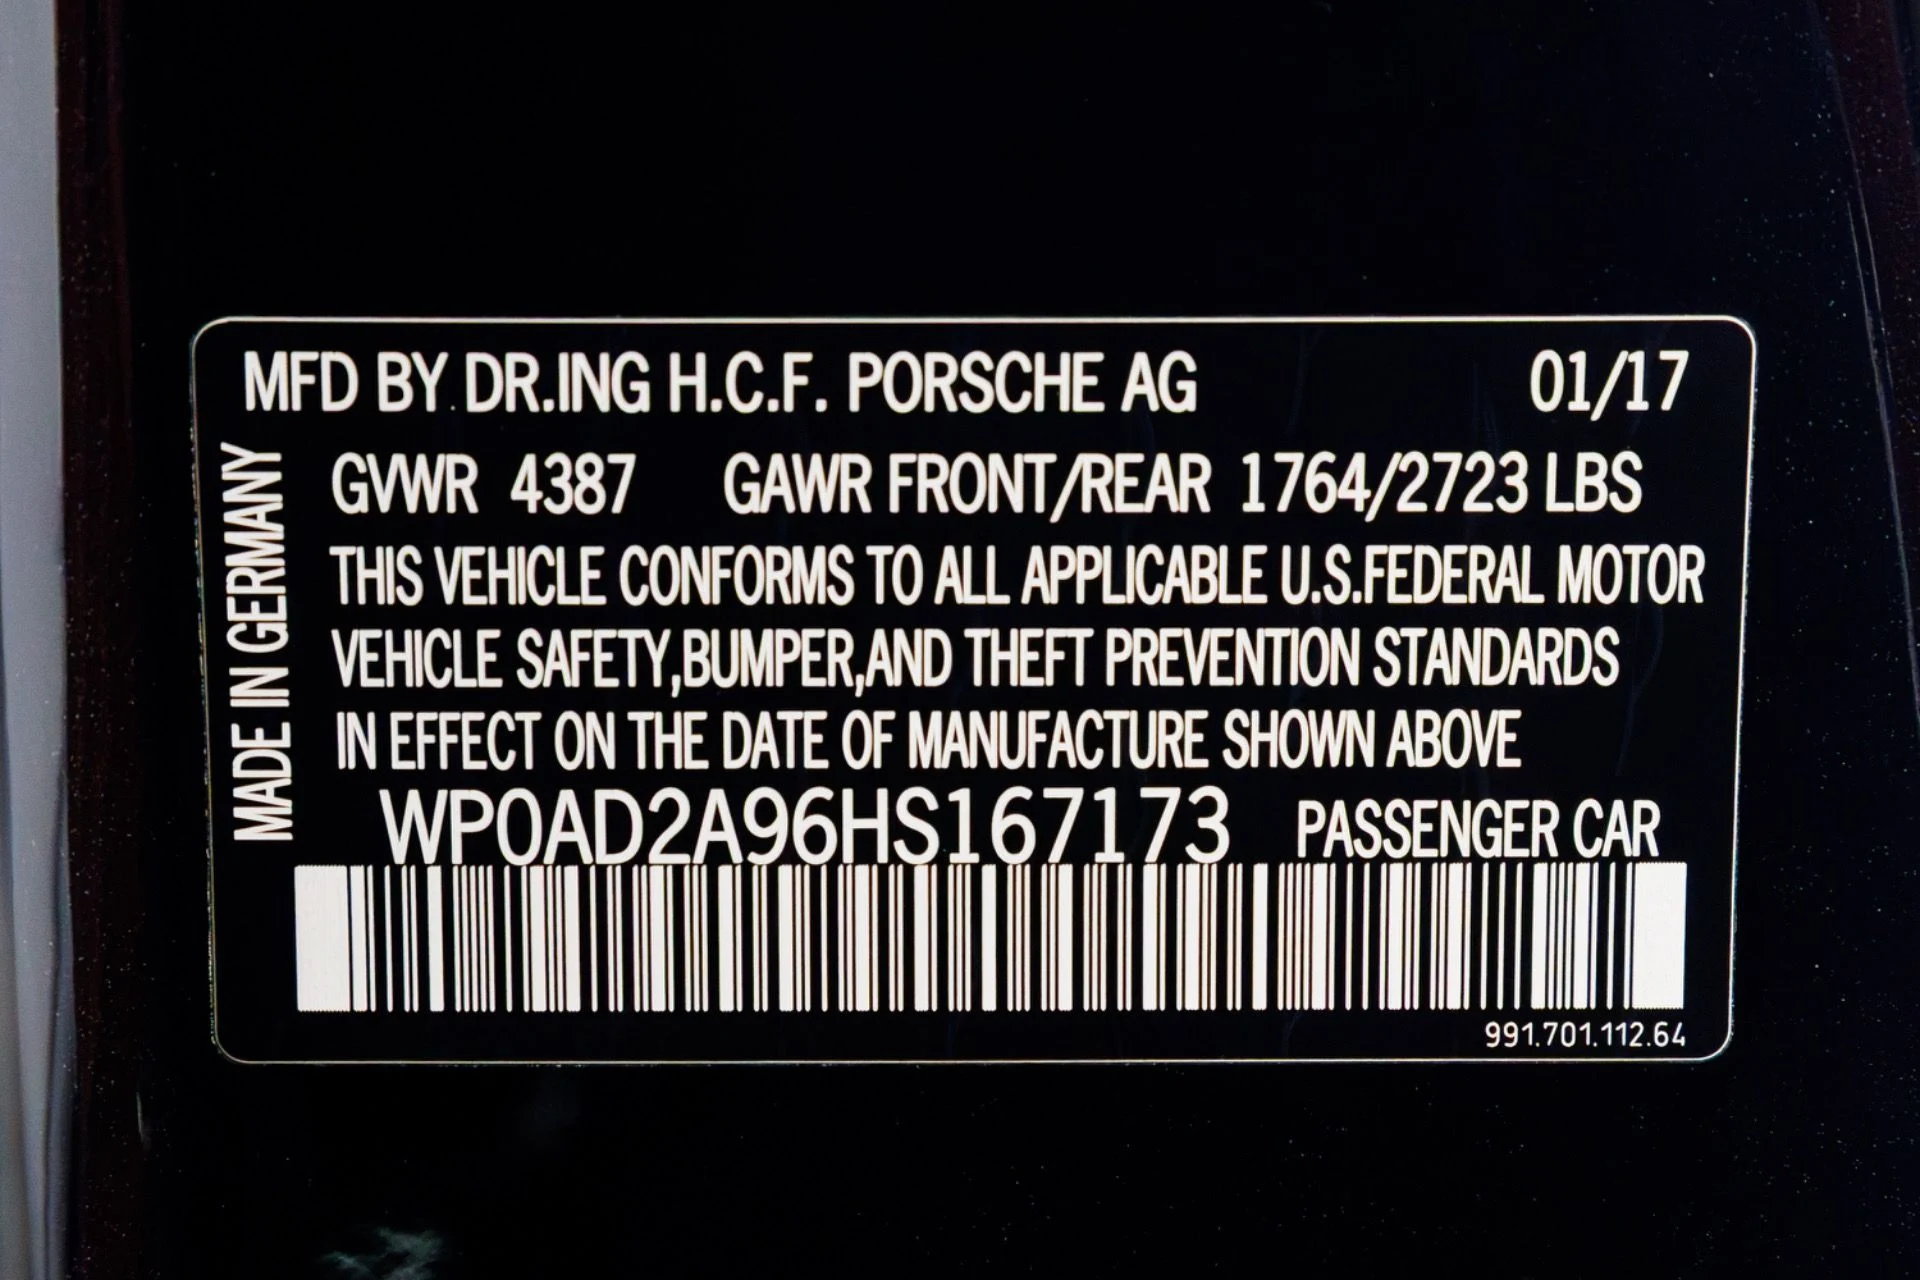 MFD BY DR.ING H.C.F. PORSCHE AG 01/17
MADE IN GERMANY
GVWR 4387 GAWR FRONT/REAR 1764/2723 LBS
THIS VEHICLE CONFORMS TO ALL APPLICABLE U.S.FEDERAL MOTOR
VEHICLE SAFETY,BUMPER,AND THEFT PREVENTION STANDARDS
IN EFFECT ON THE DATE OF MANUFACTURE SHOWN ABOVE
WP0AD2A96HS167173 PASSENGER CAR
991.701.112.64